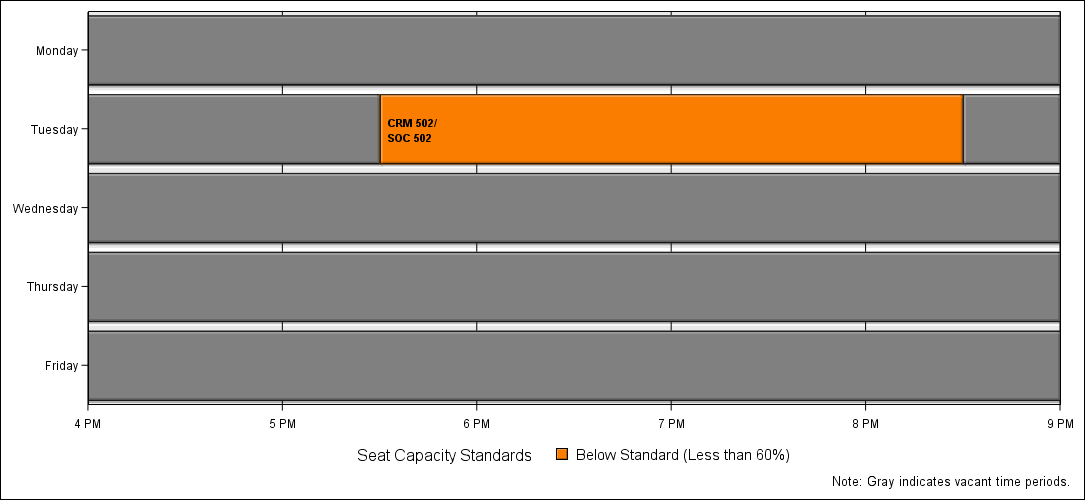 Monday
Tuesday
CRM 502/
SOC 502
Wednesday
Thursday
Friday
4 PM 5 PM 6 PM 7 PM 8 PM 9 PM
Seat Capacity Standards Below Standard (Less than 60%)
Note: Gray indicates vacant time periods.